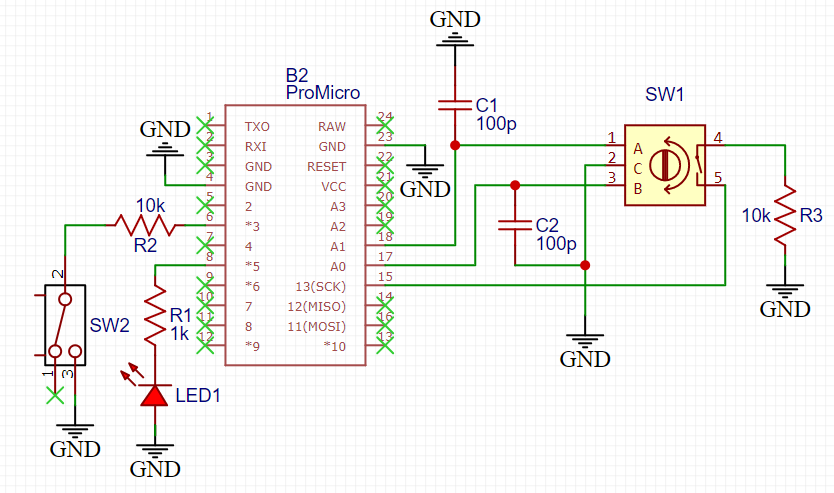 GND
B2
ProMicro
C1
100p
SW1
GND
GND
1 TXO RAW 24
2 RXI GND 23
3 GND RESET 22
4 GND VCC 21
5 2 A3 20
6 *3 A2 19
7 4 A1 18
8 *5 A0 17
9 *6 13(SCK) 15
10 7 12(MISO) 14
11 8 11(MOSI) 16
12 *9 *10 13
1 A 4
2 C
3 B 5
10k
R2
C2
100p
10k R3
GND
2
SW2
1 3
GND
R1
1k
LED1
GND
GND